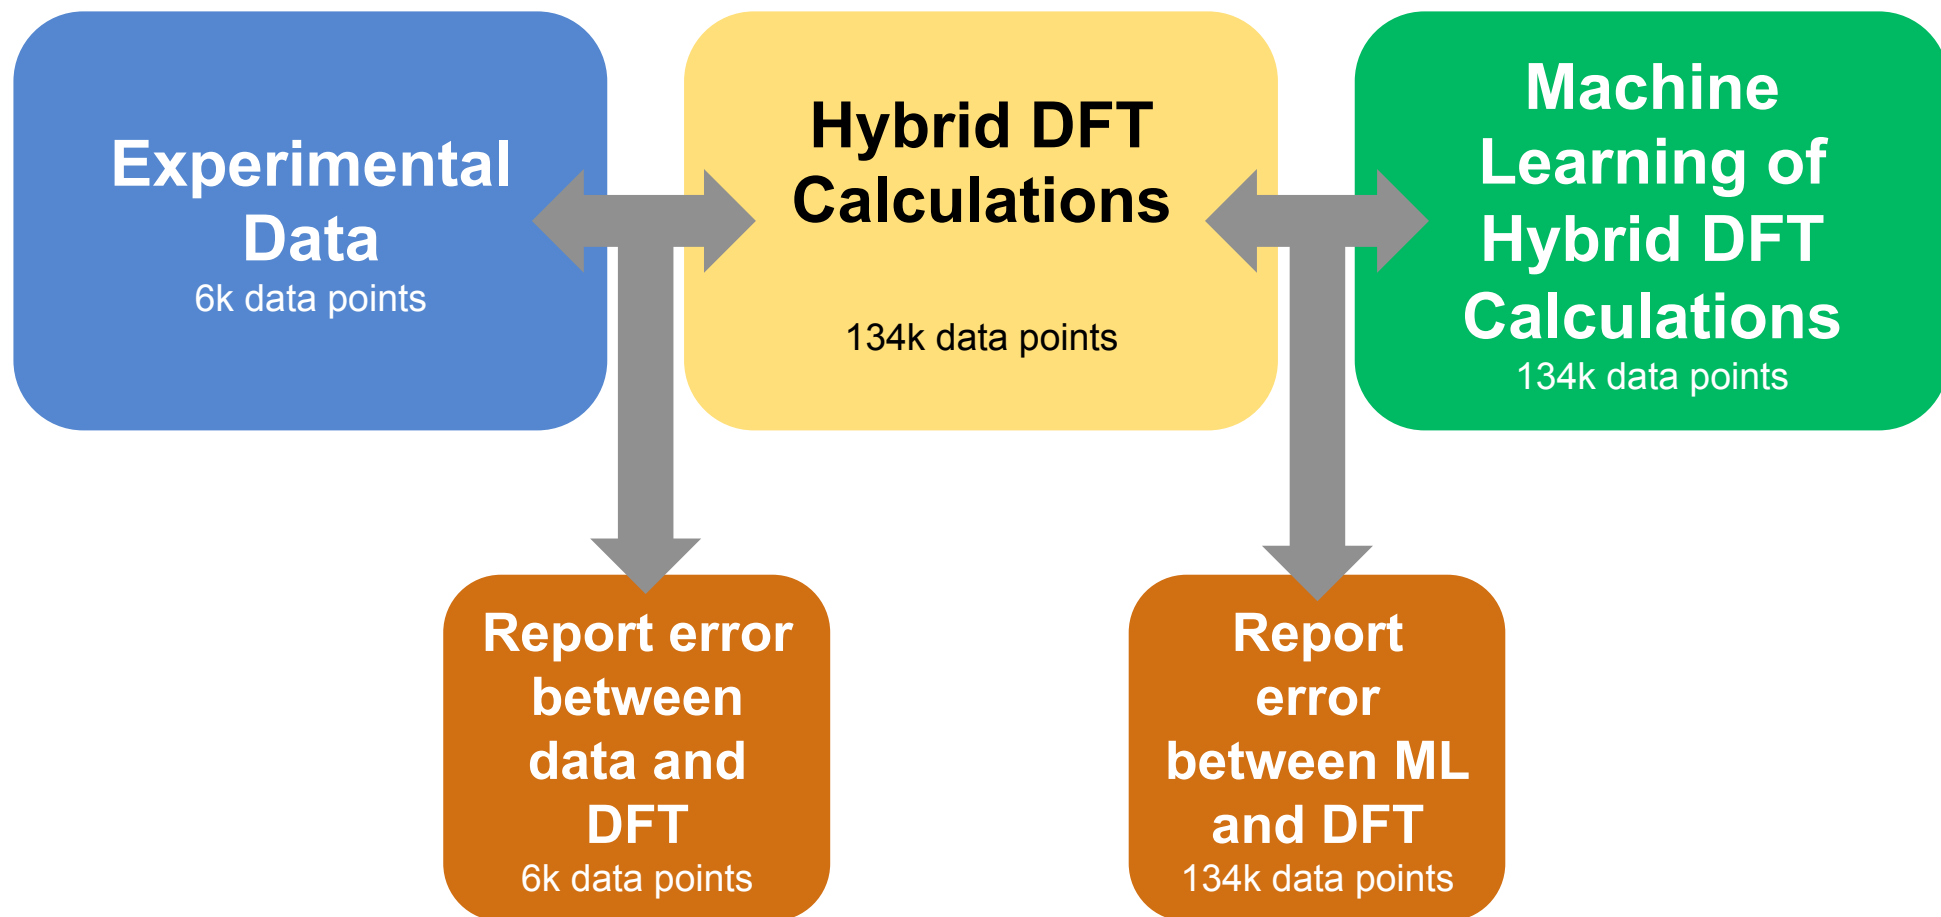 Experimental
Data
6k data points
Hybrid DFT
Calculations
134k data points
Machine
Learning of
Hybrid DFT
Calculations
134k data points
Report error
between
data and
DFT
6k data points
Report
error
between ML
and DFT
134k data points